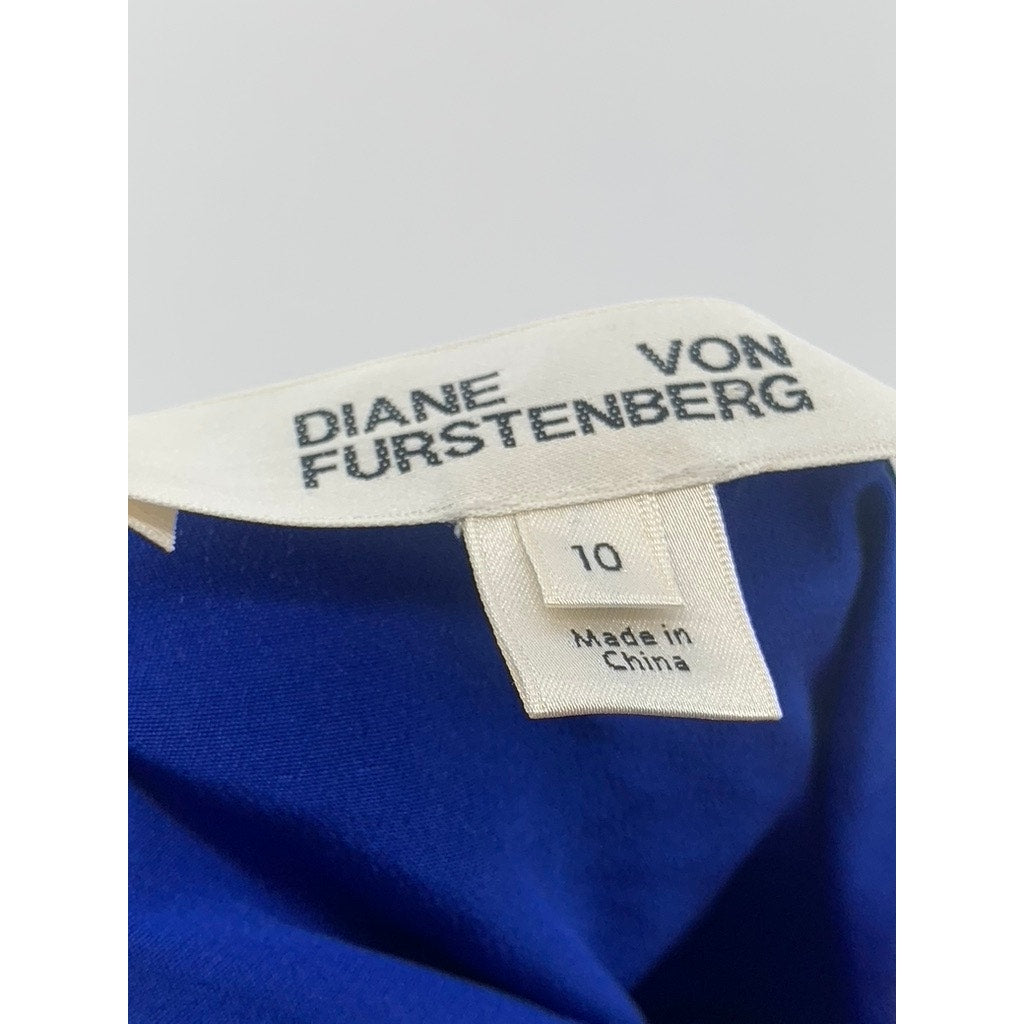 DIANE VON
FURSTENBERG
10
Made in
China